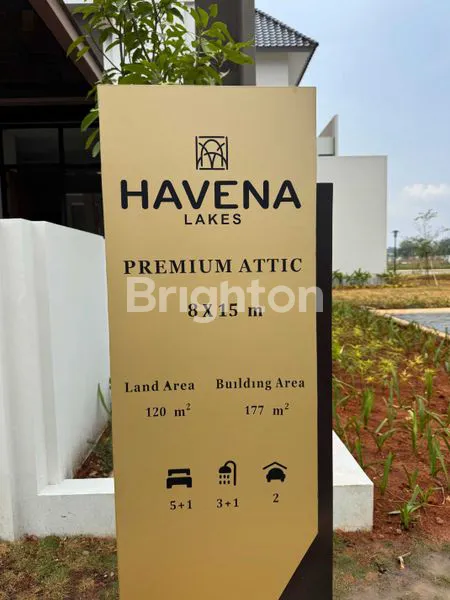 HAVENA
LAKES
PREMIUM ATTIC
Brighton
8 X 15 m
Land Area Building Area
120 m² 177 m²
5+1 3+1 2